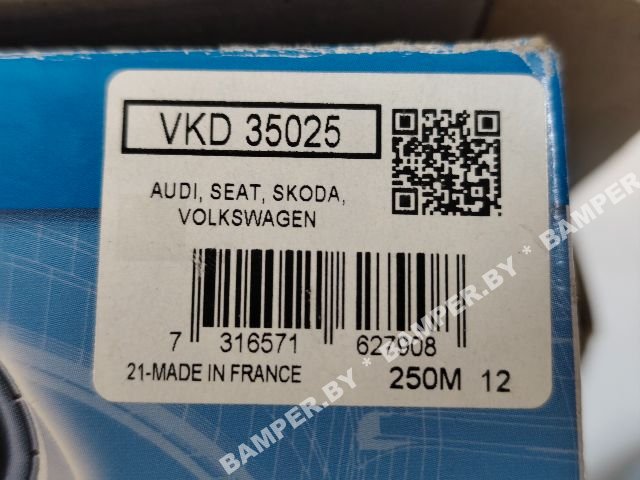 VKD 35025
AUDI, SEAT, SKODA,
VOLKSWAGEN
7 316571 627908
21-MADE IN FRANCE 250M 12
BAMPER.BY * BAMPER.BY * BAMPER.BY *